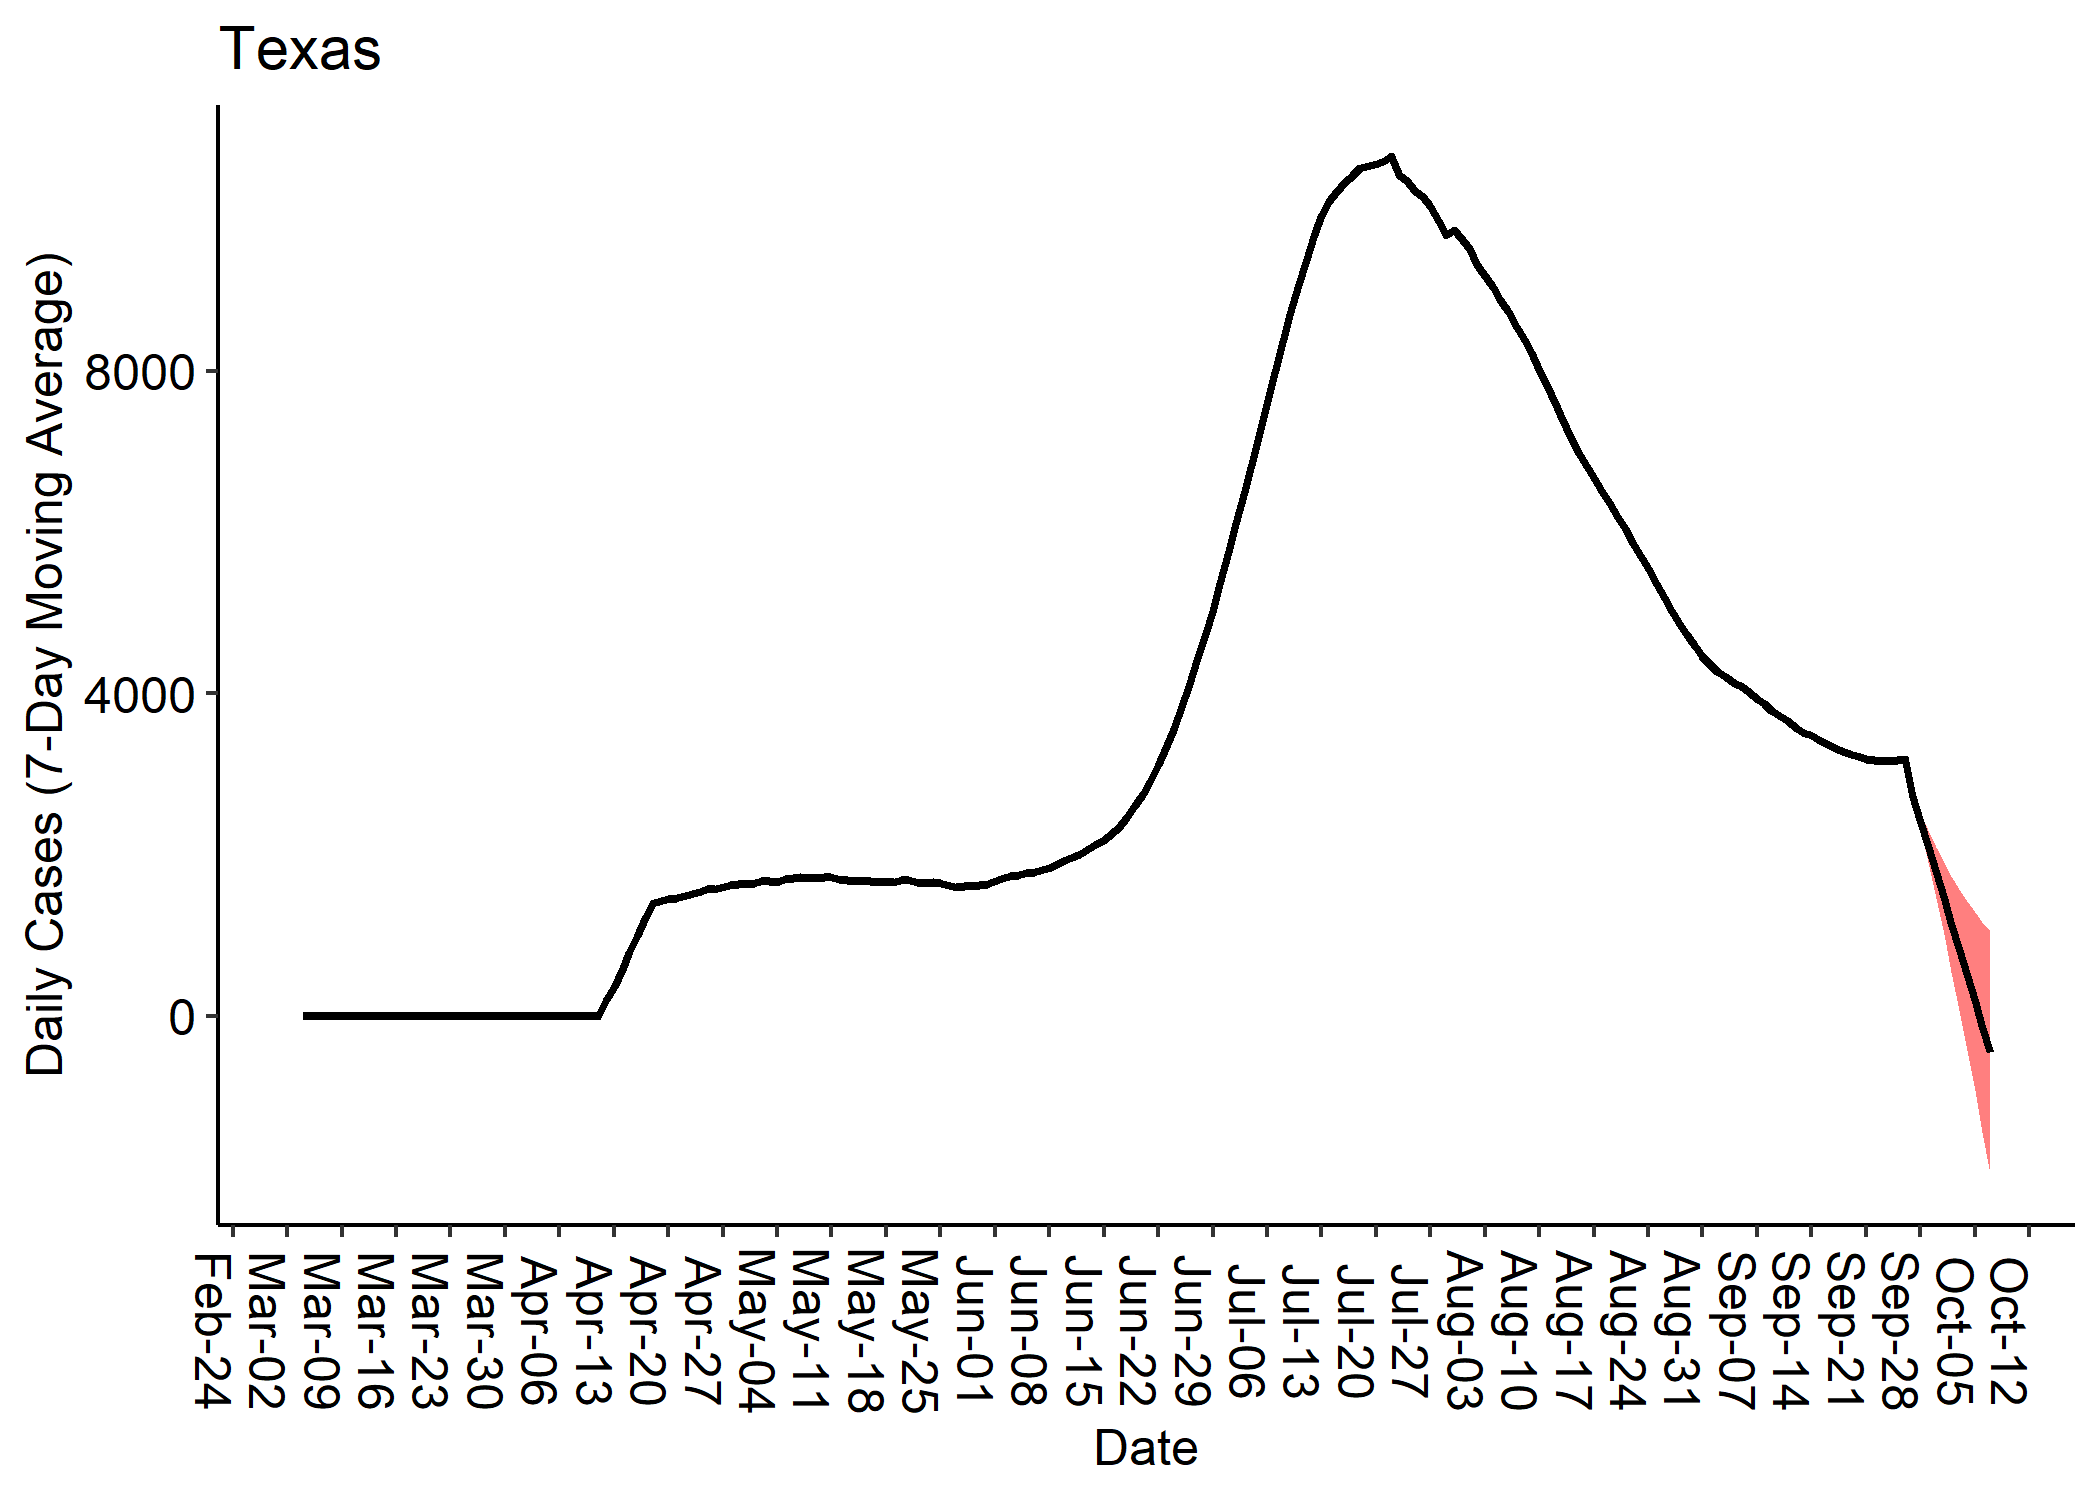 Texas
Daily Cases (7-Day Moving Average)
8000
4000
0
Feb-24
Mar-02
Mar-09
Mar-16
Mar-23
Mar-30
Apr-06
Apr-13
Apr-20
Apr-27
May-04
May-11
May-18
May-25
Jun-01
Jun-08
Jun-15
Jun-22
Jun-29
Jul-06
Jul-13
Jul-20
Jul-27
Aug-03
Aug-10
Aug-17
Aug-24
Aug-31
Sep-07
Sep-14
Sep-21
Sep-28
Oct-05
Oct-12
Date